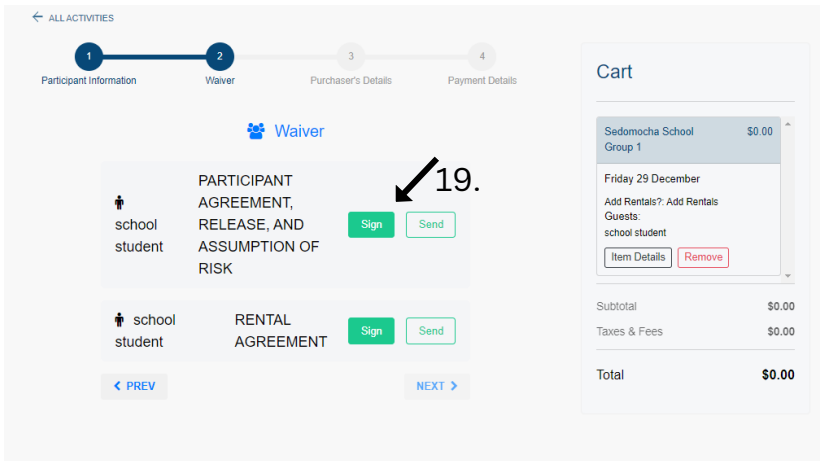 ALL ACTIVITIES
1
2
3
4
Participant Information
Waiver
Purchaser's Details
Payment Details
Waiver
19.
school
student
PARTICIPANT
AGREEMENT,
RELEASE, AND
ASSUMPTION OF
RISK
Sign
Send
school
student
RENTAL
AGREEMENT
Sign
Send
PREV
NEXT
Cart
Sedomocha School
Group 1
$0.00
Friday 29 December
Add Rentals?: Add Rentals
Guests:
school student
Item Details
Remove
Subtotal
$0.00
Taxes & Fees
$0.00
Total
$0.00